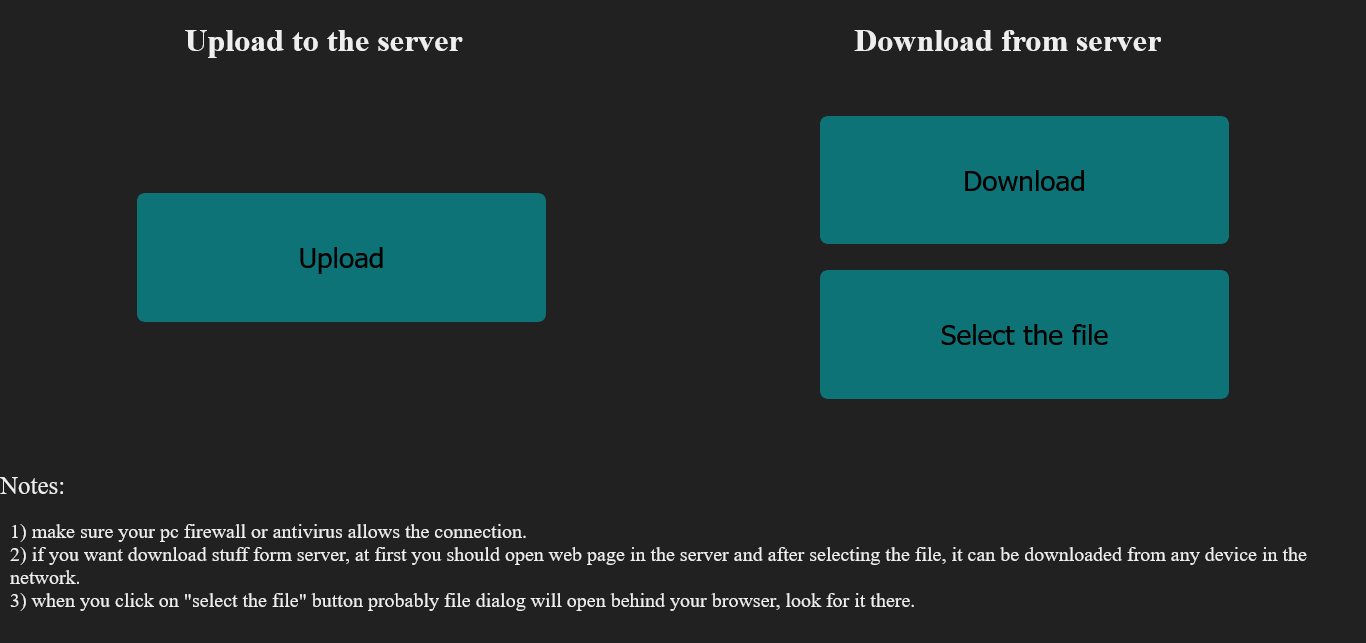 Upload to the server
Upload
Download from server
Download
Select the file
Notes:
1) make sure your pc firewall or antivirus allows the connection.
2) if you want download stuff form server, at first you should open web page in the server and after selecting the file, it can be downloaded from any device in the
network.
3) when you click on "select the file" button probably file dialog will open behind your browser, look for it there.